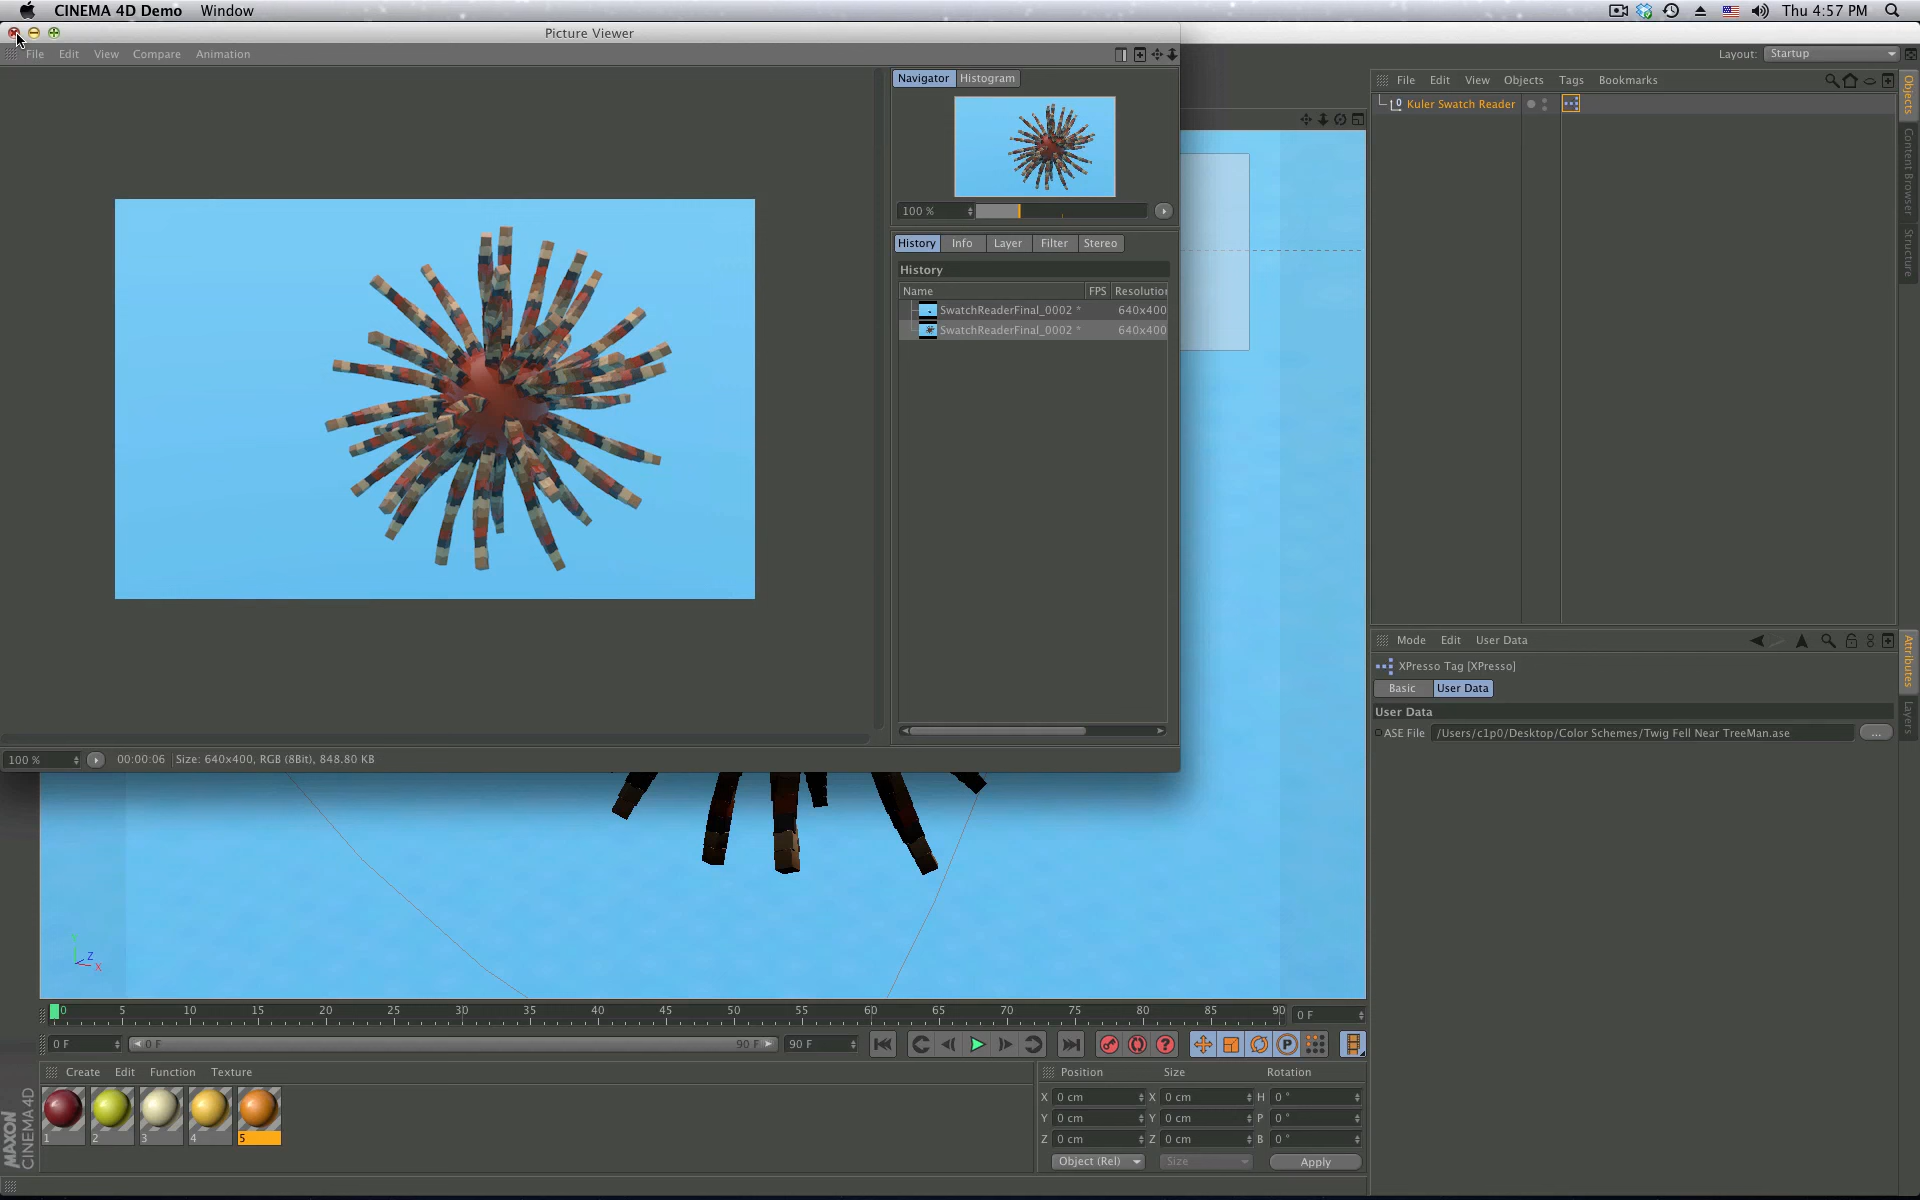 CINEMA 4D Demo Window
Thu 4:57 PM
Picture Viewer
File Edit View Compare Animation
Layout: Startup
Navigator Histogram
100 %
History Info Layer Filter Stereo
History
Name FPS Resolution
SwatchReaderFinal_0002 * 640x400
SwatchReaderFinal_0002 * 640x400
100 % 00:00:06 Size: 640x400, RGB (8Bit), 848.80 KB
File Edit View Objects Tags Bookmarks
0 Kuler Swatch Reader
Objects
Content Browser
Structure
Mode Edit User Data
XPresso Tag [XPresso]
Basic User Data
User Data
ASE File /Users/c1p0/Desktop/Color Schemes/Twig Fell Near TreeMan.ase ...
Attributes
Layers
Y
Z
X
0 5 10 15 20 25 30 35 40 45 50 55 60 65 70 75 80 85 90 0 F
0 F 0 F 90 F 90 F
? P
Create Edit Function Texture
1 2 3 4 5
Position Size Rotation
X 0 cm X 0 cm H 0 °
Y 0 cm Y 0 cm P 0 °
Z 0 cm Z 0 cm B 0 °
Object (Rel) Size Apply
MAXON
CINEMA 4D